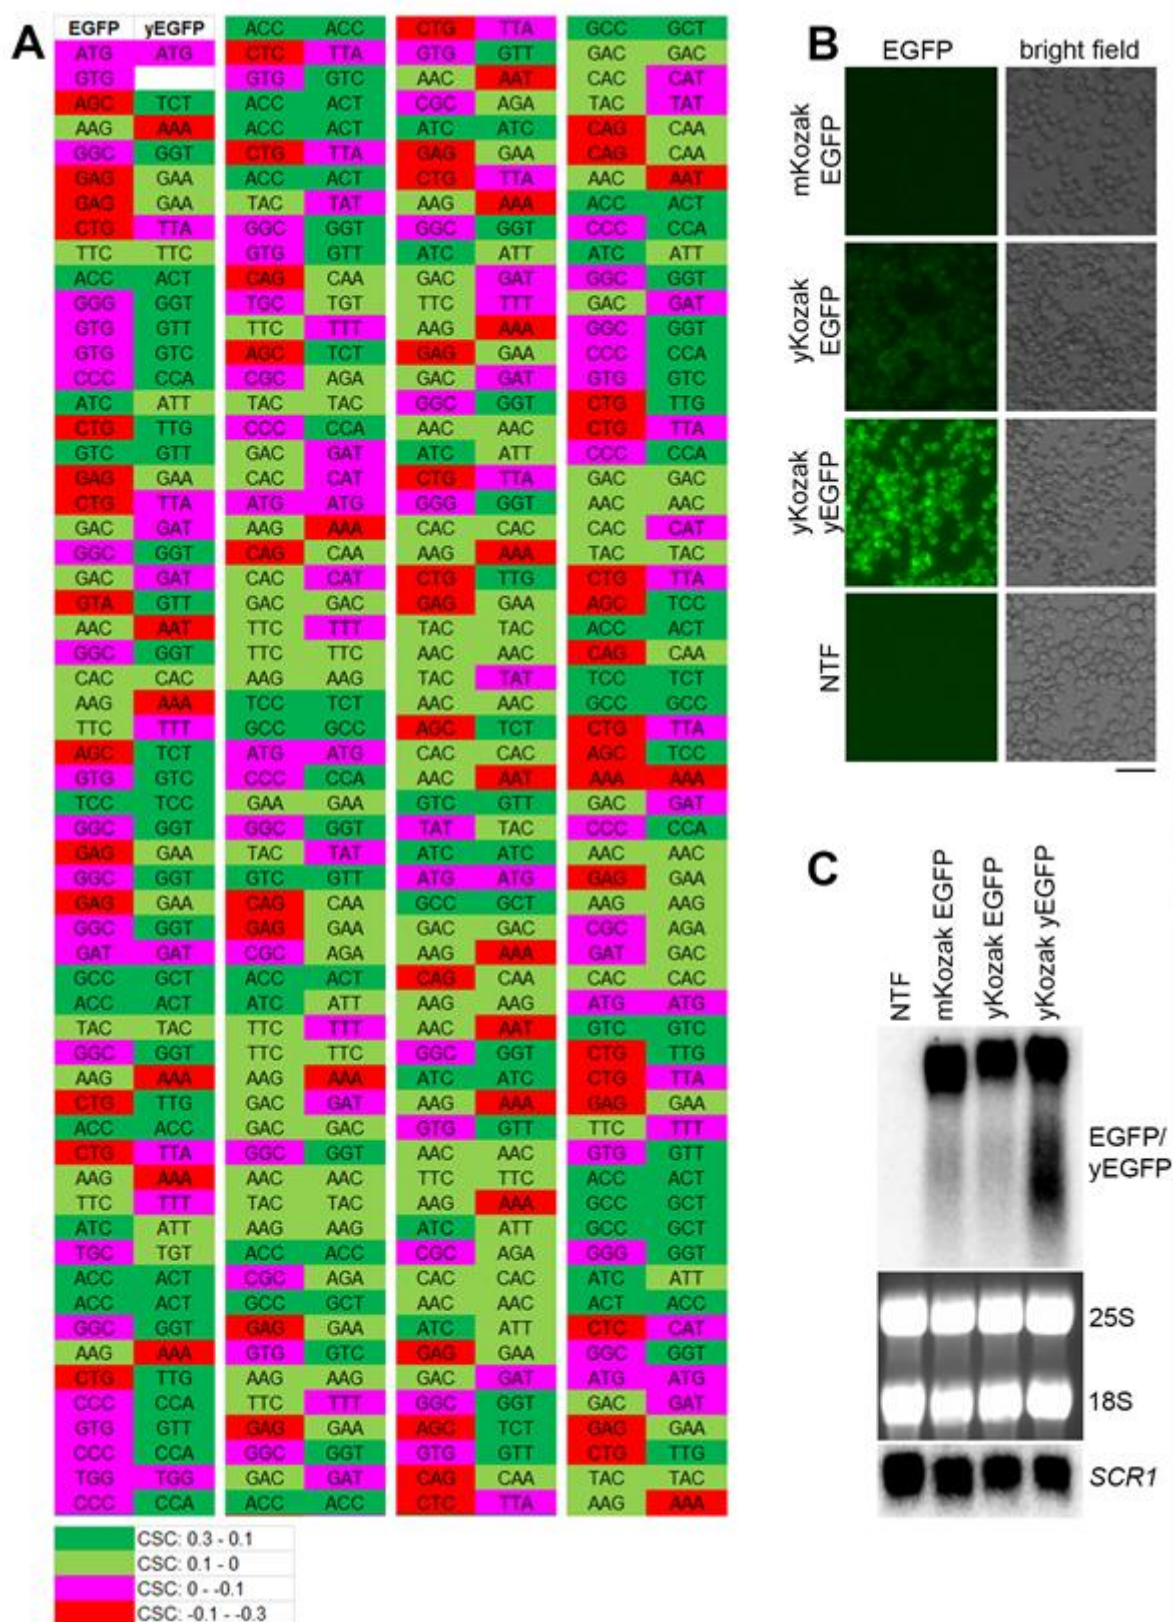 A
EGFP yEGFP
ATG ATG
GTG
AGC TCT
AAG AAA
GGC GGT
GAG GAA
GAG GAA
CTG TTA
TTC TTC
ACC ACT
GGG GGT
GTG GTT
GTG GTC
CCC CCA
ATC ATT
CTG TTG
GTC GTT
GAG GAA
CTG TTA
GAC GAT
GGC GGT
GAC GAT
GTA GTT
AAC AAT
GGC GGT
CAC CAC
AAG AAA
TTC TTT
AGC TCT
GTG GTC
TCC TCC
GGC GGT
GAG GAA
GGC GGT
GAG GAA
GGC GGT
GAT GAT
GCC GCT
ACC ACT
TAC TAC
GGC GGT
AAG AAA
CTG TTG
ACC ACC
CTG TTA
AAG AAA
TTC TTT
ATC ATT
TGC TGT
ACC ACT
ACC ACT
GGC GGT
AAG AAA
CTG TTG
CCC CCA
GTG GTT
CCC CCA
TGG TGG
CCC CCA
ACC ACC
CTC TTA
GTG GTC
ACC ACT
ACC ACT
CTG TTA
ACC ACT
TAC TAT
GGC GGT
GTG GTT
CAG CAA
TGC TGT
TTC TTT
AGC TCT
CGC AGA
TAC TAC
CCC CCA
GAC GAT
CAC CAT
ATG ATG
AAG AAA
CAG CAA
CAC CAT
GAC GAC
TTC TTT
TTC TTC
AAG AAG
TCC TCT
GCC GCC
ATG ATG
CCC CCA
GAA GAA
GGC GGT
TAC TAT
GTC GTT
CAG CAA
GAG GAA
CGC AGA
ACC ACT
ATC ATT
TTC TTT
TTC TTC
AAG AAA
GAC GAT
GAC GAC
GGC GGT
AAC AAC
TAC TAC
AAG AAG
ACC ACC
CGC AGA
GCC GCT
GAG GAA
GTG GTC
AAG AAG
TTC TTT
GAG GAA
GGC GGT
GAC GAT
ACC ACC
CTG TTA
GTG GTT
AAC AAT
CGC AGA
ATC ATC
GAG GAA
CTG TTA
AAG AAA
GGC GGT
ATC ATT
GAC GAT
TTC TTT
AAG AAA
GAG GAA
GAC GAT
GGC GGT
AAC AAC
ATC ATT
CTG TTA
GGG GGT
CAC CAC
AAG AAA
CTG TTG
GAG GAA
TAC TAC
AAC AAC
TAC TAT
AAC AAC
AGC TCT
CAC CAC
AAC AAT
GTC GTT
TAT TAC
ATC ATC
ATG ATG
GCC GCT
GAC GAC
AAG AAA
CAG CAA
AAG AAG
AAC AAT
GGC GGT
ATC ATC
AAG AAA
GTG GTT
AAC AAC
TTC TTC
AAG AAA
ATC ATT
CGC AGA
CAC CAC
AAC AAC
ATC ATT
GAG GAA
GAC GAT
GGC GGT
AGC TCT
GTG GTT
CAG CAA
CTC TTA
GCC GCT
GAC GAC
CAC CAT
TAC TAT
CAG CAA
CAG CAA
AAC AAT
ACC ACT
CCC CCA
ATC ATT
GGC GGT
GAC GAT
GGC GGT
CCC CCA
GTG GTC
CTG TTG
CTG TTA
CCC CCA
GAC GAC
AAC AAC
CAC CAT
TAC TAC
CTG TTA
AGC TCC
ACC ACT
CAG CAA
TCC TCT
GCC GCC
CTG TTA
AGC TCC
AAA AAA
GAC GAT
CCC CCA
AAC AAC
GAG GAA
AAG AAG
CGC AGA
GAT GAC
CAC CAC
ATG ATG
GTC GTC
CTG TTG
CTG TTA
GAG GAA
TTC TTT
GTG GTT
ACC ACT
GCC GCT
GCC GCT
GGG GGT
ATC ATT
ACT ACC
CTC CAT
GGC GGT
ATG ATG
GAC GAT
GAG GAA
CTG TTG
TAC TAC
AAG AAA
CSC: 0.3 - 0.1
CSC: 0.1 - 0
CSC: 0 - -0.1
CSC: -0.1 - -0.3
B
EGFP bright field
mKozak
EGFP
yKozak
EGFP
yKozak
yEGFP
NTF
C
NTF
mKozak EGFP
yKozak EGFP
yKozak yEGFP
EGFP/
yEGFP
25S
18S
SCR1